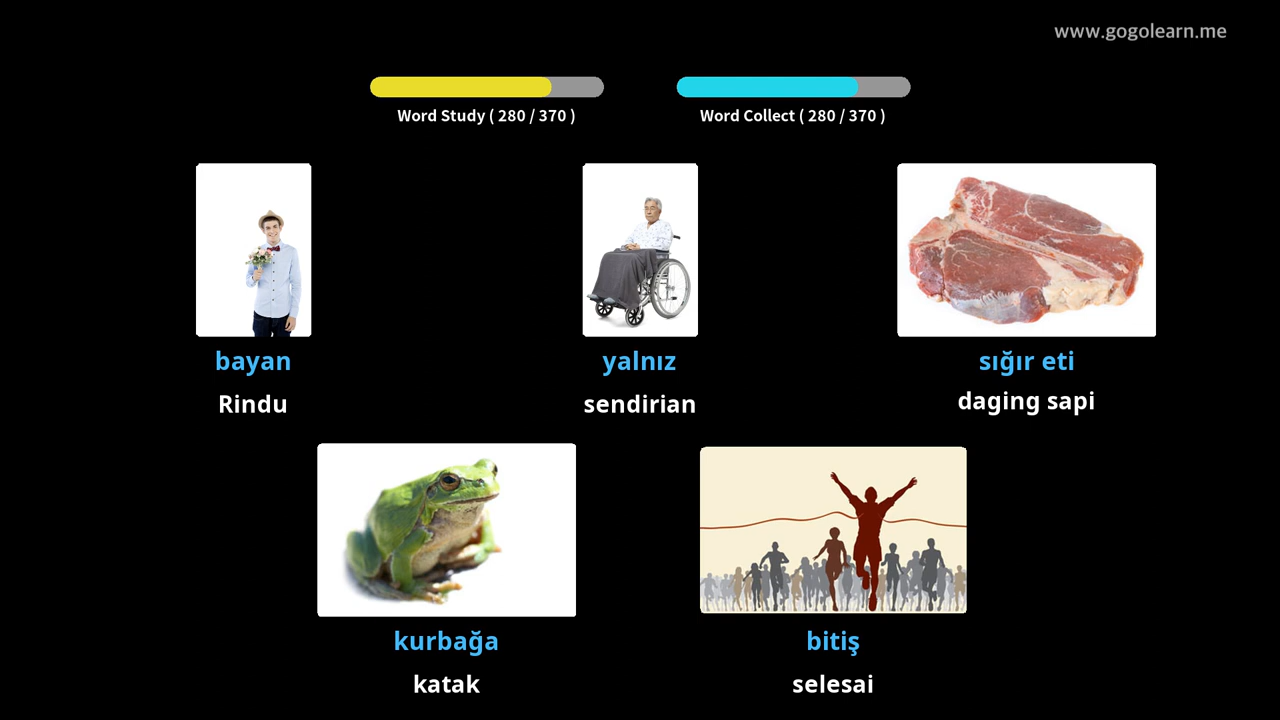 www.gogolearn.me
Word Study ( 280 / 370 )
Word Collect ( 280 / 370 )
bayan
Rindu
yalnız
sendirian
sığır eti
daging sapi
kurbağa
katak
bitiş
selesai